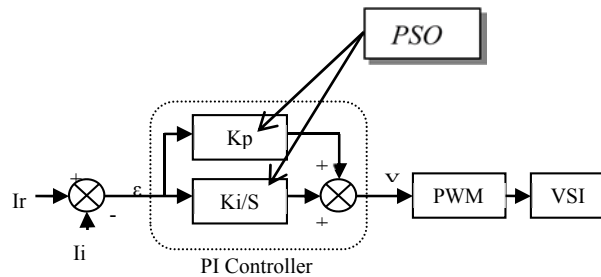 PSO
Kp
+
+ ε v
Ir Ki/S PWM VSI
- +
Ii
PI Controller